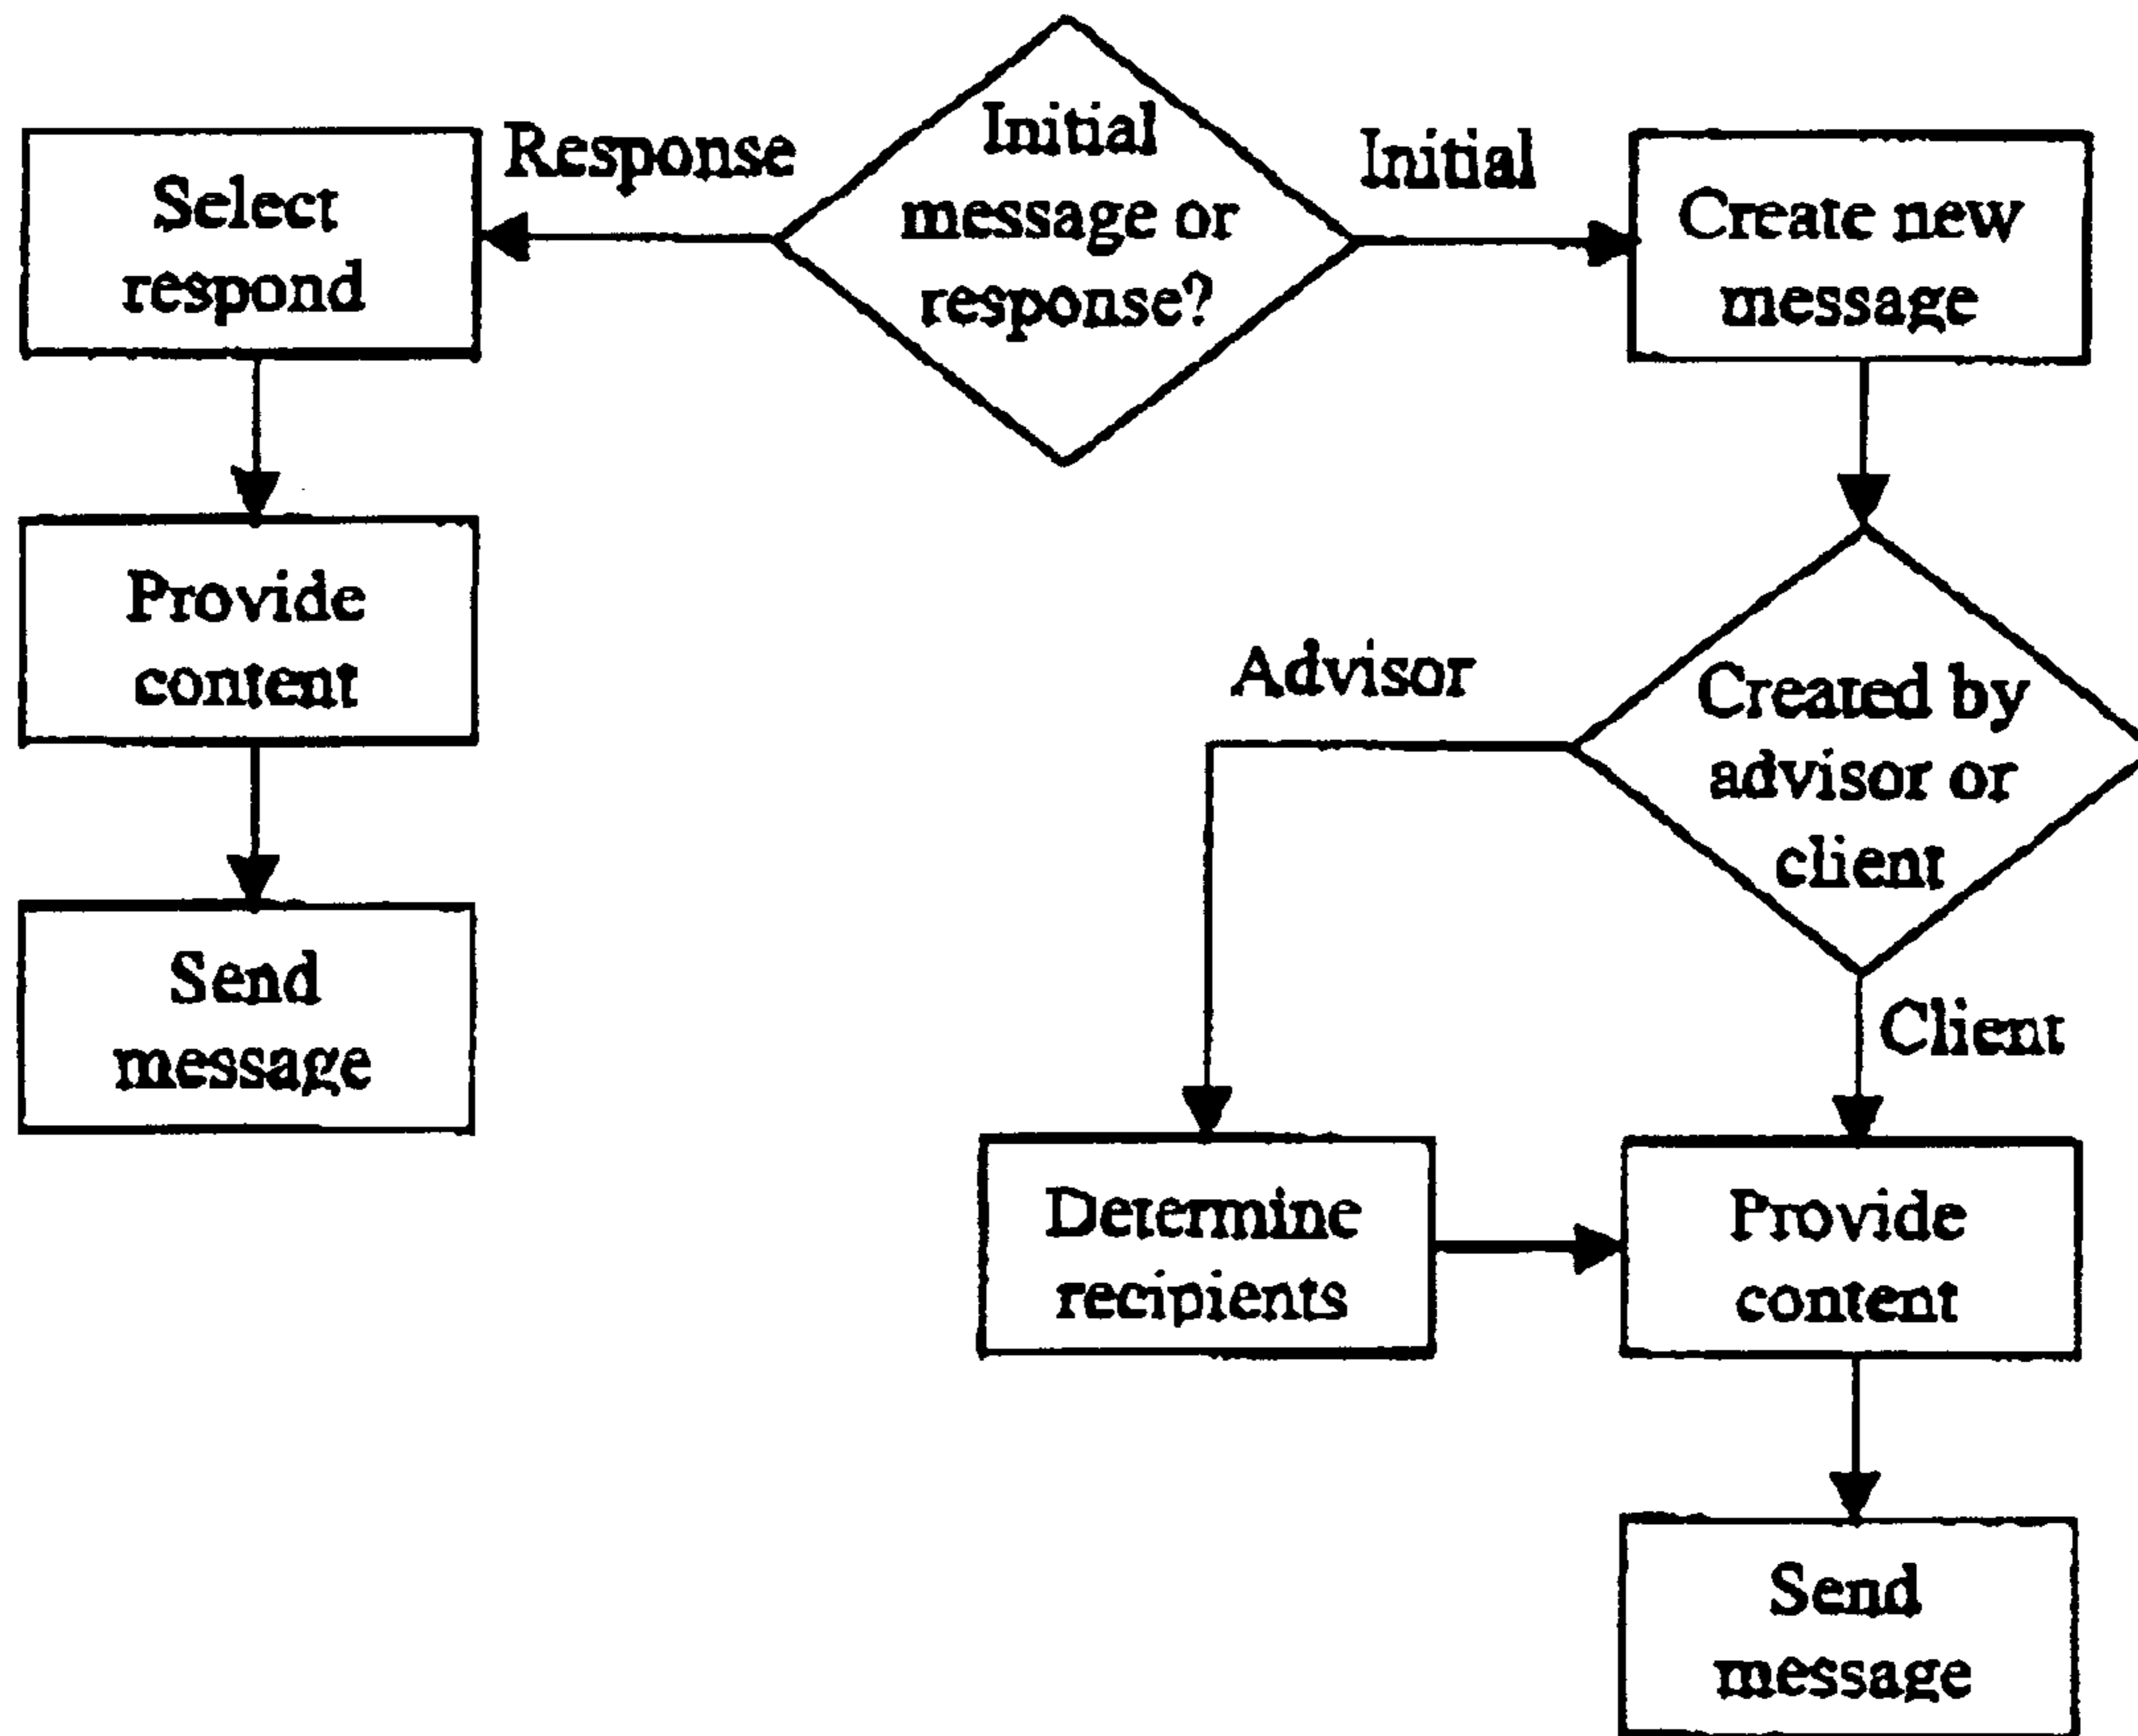 Initial
message or
response?
Response
Initial
Select
respond
Create new
message
Provide
content
Send
message
Created by
advisor or
client
Advisor
Client
Determine
recipients
Provide
content
Send
message